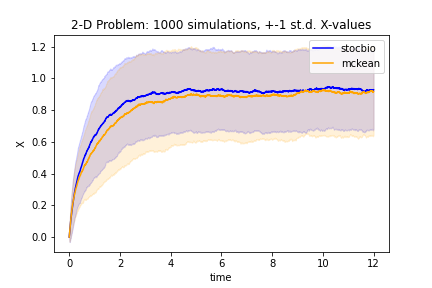 2-D Problem: 1000 simulations, +-1 st.d. X-values
stocbio
mckean
1.2
1.0
0.8
0.6
0.4
0.2
0.0
X
0 2 4 6 8 10 12
time